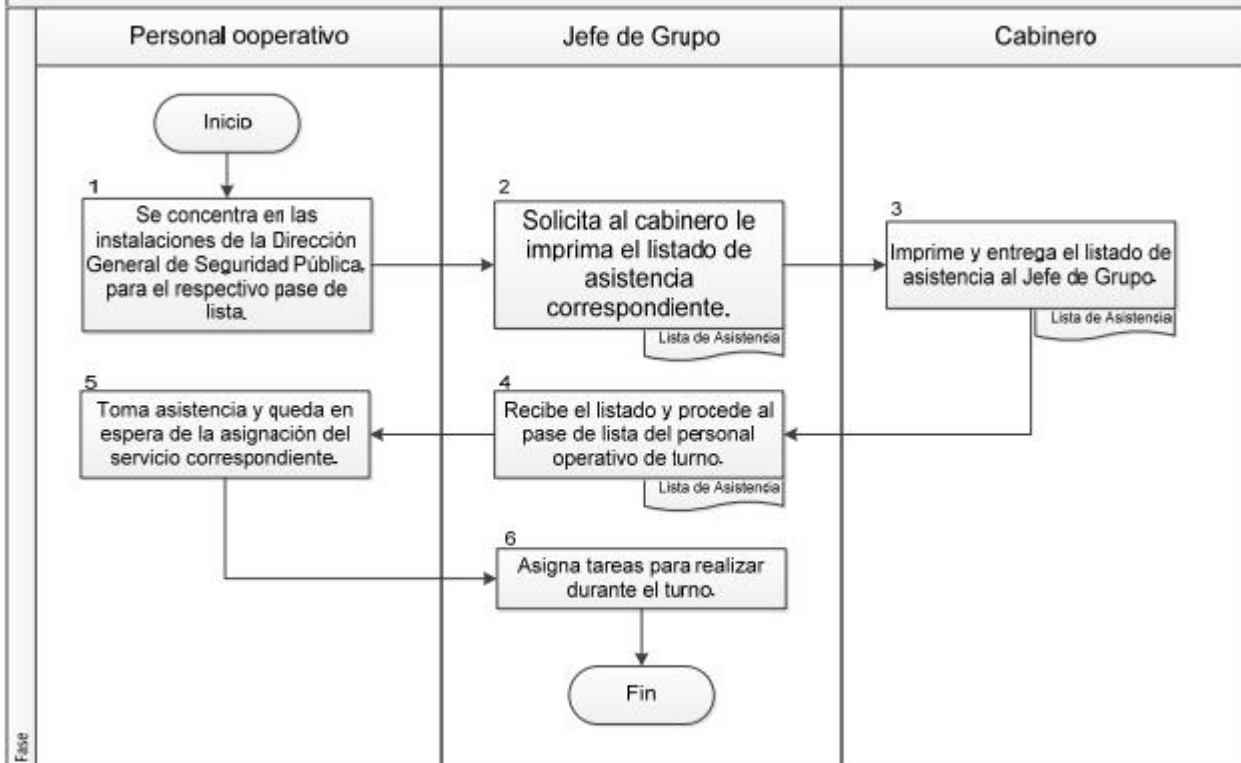 Personal ooperativo
Jefe de Grupo
Cabinero
Inicio
1
Se concentra en las
instalaciones de la Dirección
General de Seguridad Pública,
para el respectivo pase de
lista.
2
Solicita al cabinero le
imprima el listado de
asistencia
correspondiente.
Lista de Asistencia
3
Imprime y entrega el listado de
asistencia al Jefe de Grupo.
Lista de Asistencia
4
Recibe el listado y procede al
pase de lista del personal
operativo de turno.
Lista de Asistencia
5
Toma asistencia y queda en
espera de la asignación del
servicio correspondiente.
6
Asigna tareas para realizar
durante el turno.
Fin
Fase